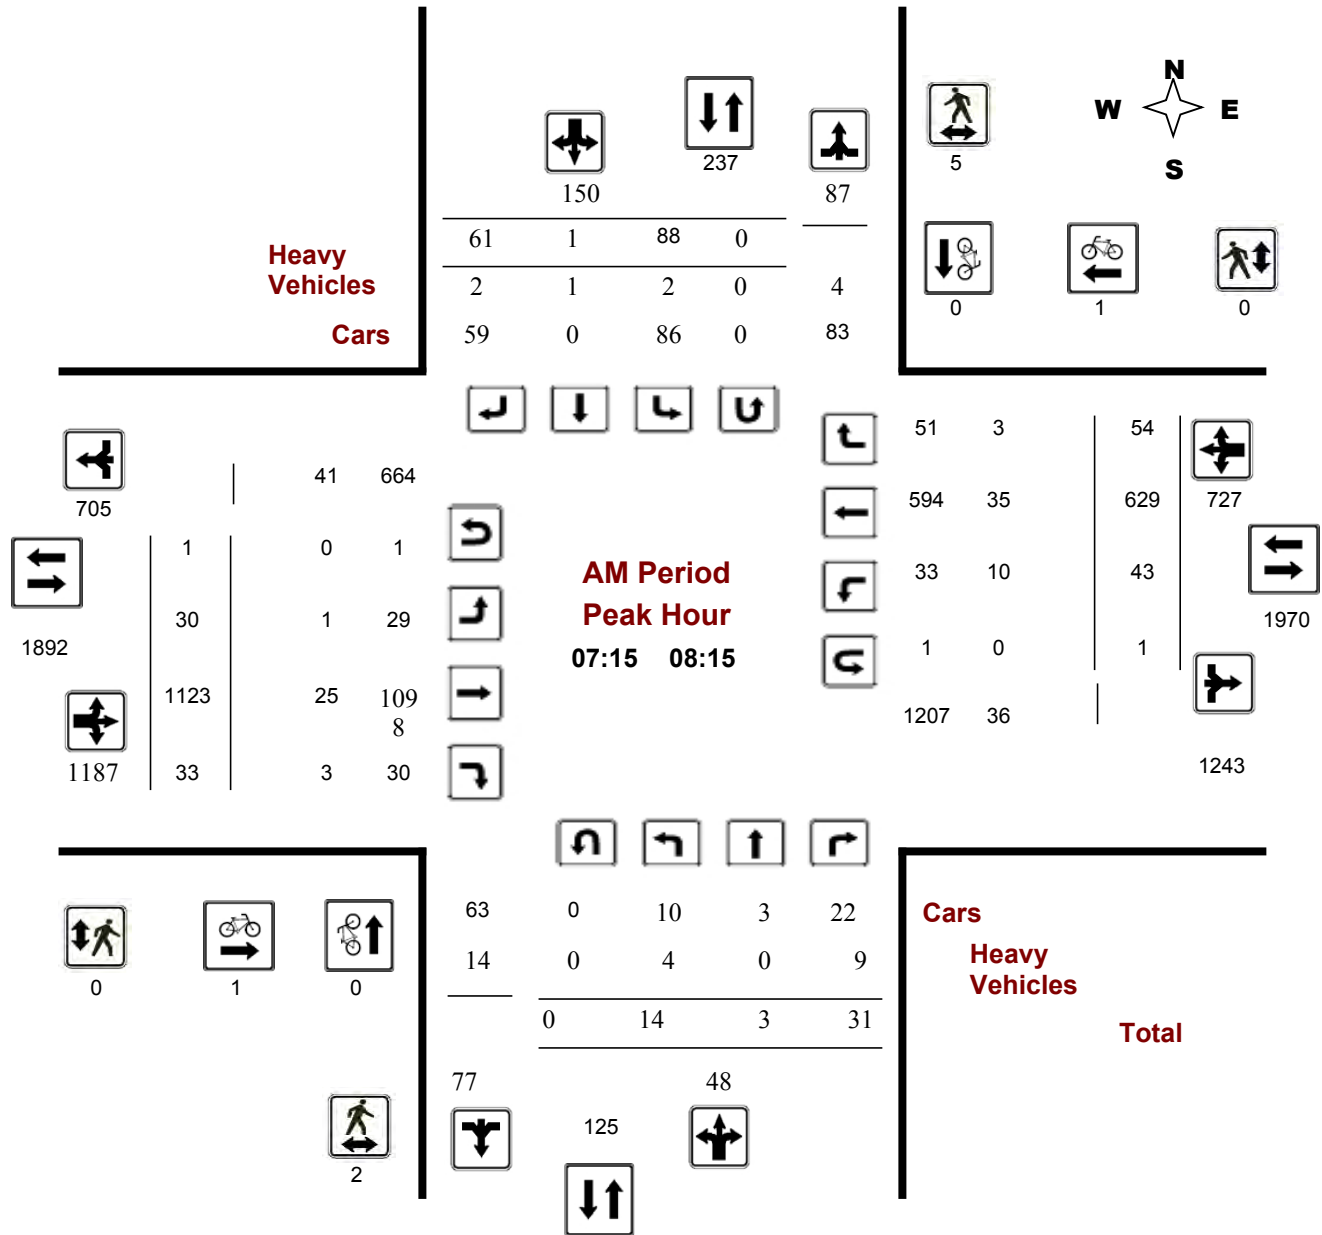 N
W E
S
237
5
150
87
61 1 88 0
Heavy
Vehicles
2 1 2 0 4
0 1 0
Cars
59 0 86 0 83
51 3 54
41 664
705
594 35 629 727
1 0 1
AM Period
33 10 43
Peak Hour
30 1 29
1970
1892
07:15 08:15
1 0 1
1123 25 109
8
1207 36
1187 33 3 30
1243
63 0 10 3 22
Cars
14 0 4 0 9
Heavy
Vehicles
0 1 0
0 14 3 31
Total
77 48
125
2